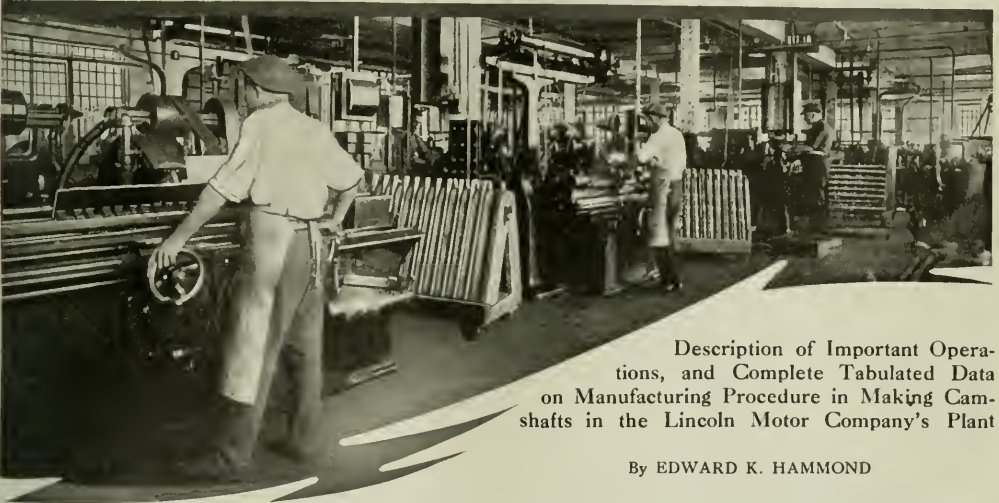 Description of Important Opera-
tions, and Complete Tabulated Data
on Manufacturing Procedure in Making Cam-
shafts in the Lincoln Motor Company's Plant
By EDWARD K. HAMMOND